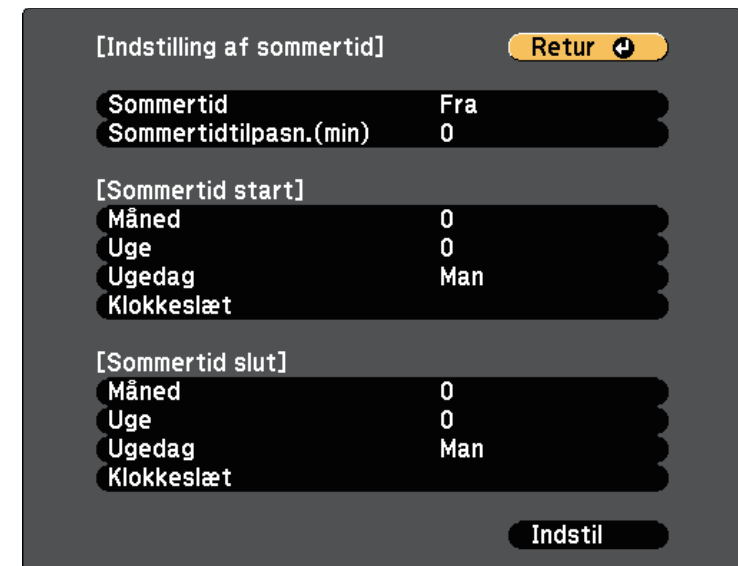 [Indstilling af sommertid] Retur
Sommertid Fra
Sommertidtilpasn.(min) 0
[Sommertid start]
Måned 0
Uge 0
Ugedag Man
Klokkeslæt
[Sommertid slut]
Måned 0
Uge 0
Ugedag Man
Klokkeslæt
Indstil